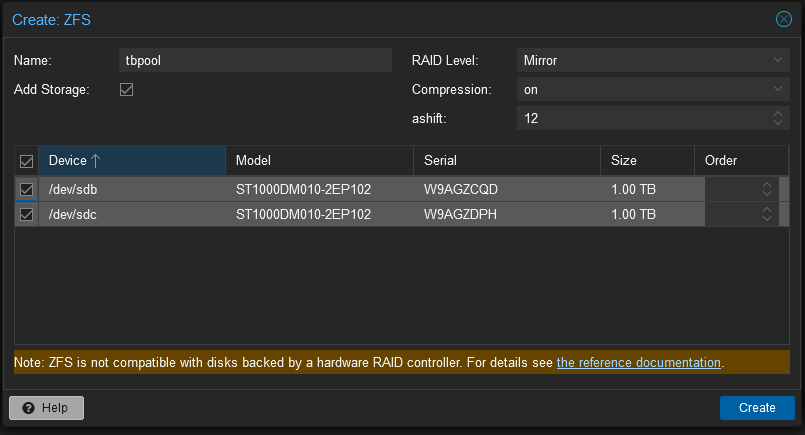 Create: ZFS
Name: tbpool RAID Level: Mirror
Add Storage: Compression: on
ashift: 12
Device Model Serial Size Order
/dev/sdb ST1000DM010-2EP102 W9AGZCQD 1.00 TB
/dev/sdc ST1000DM010-2EP102 W9AGZDPH 1.00 TB
Note: ZFS is not compatible with disks backed by a hardware RAID controller. For details see the reference documentation.
? Help Create